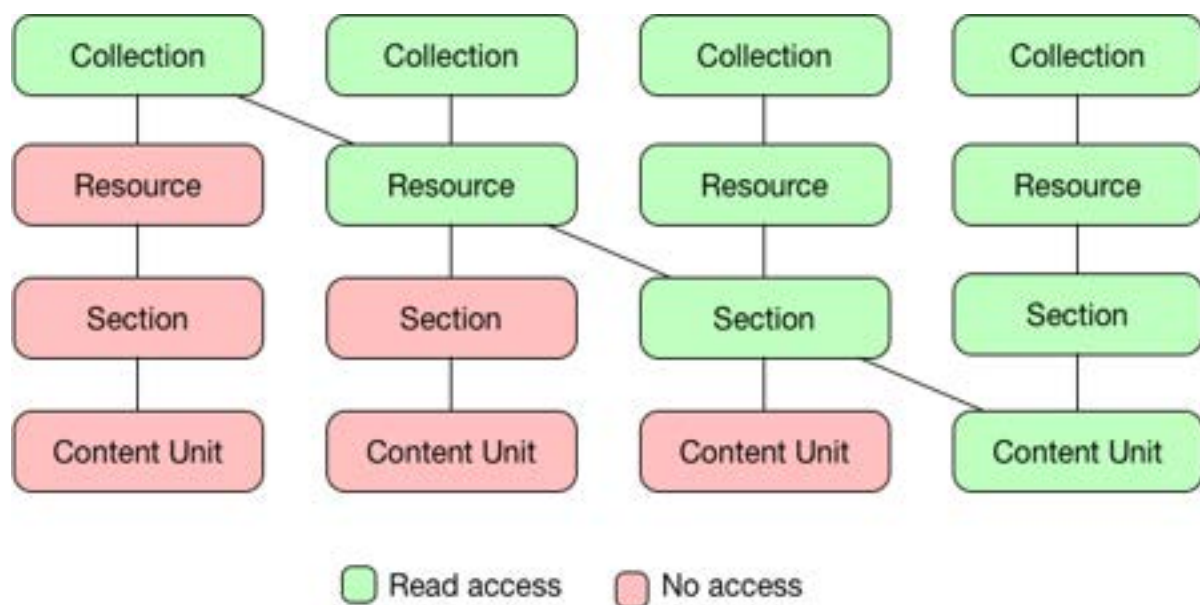 Collection Collection Collection Collection
Resource Resource Resource Resource
Section Section Section Section
Content Unit Content Unit Content Unit Content Unit
Read access No access